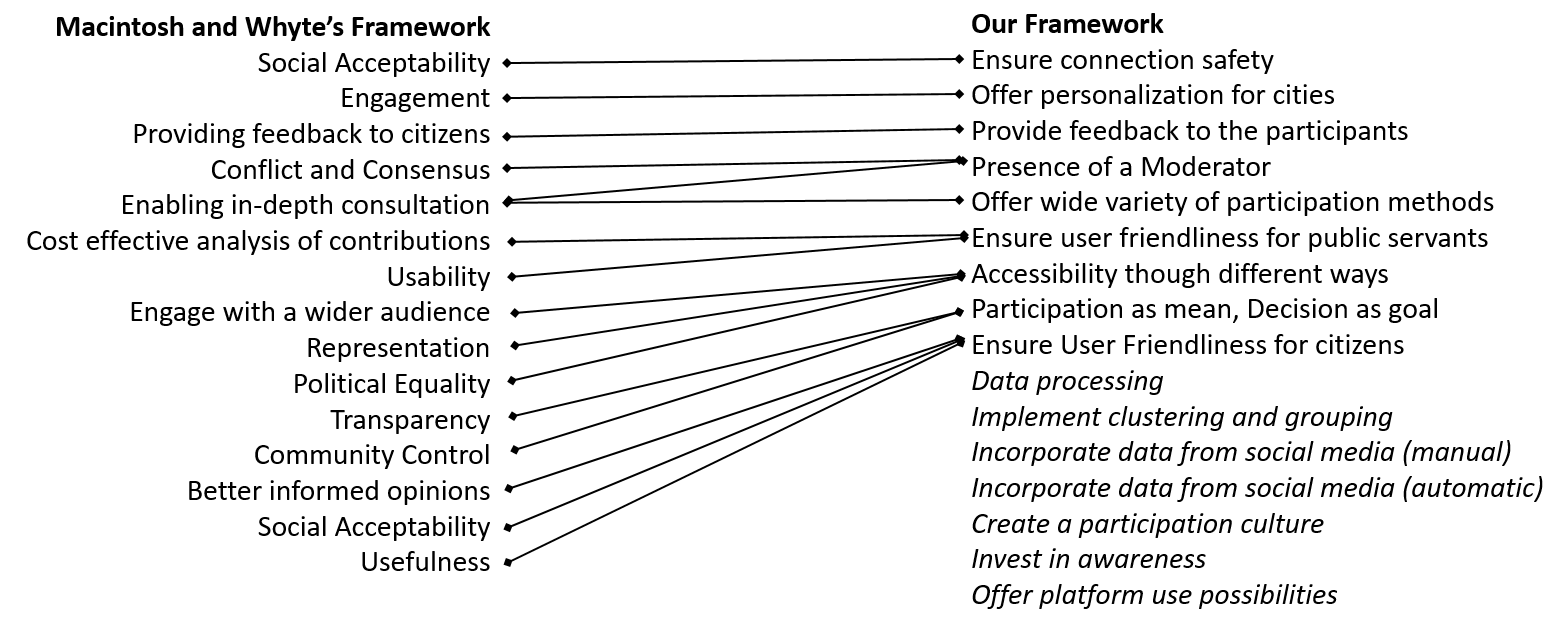 Macintosh and Whyte’s Framework
Social Acceptability
Engagement
Providing feedback to citizens
Conflict and Consensus
Enabling in-depth consultation
Cost effective analysis of contributions
Usability
Engage with a wider audience
Representation
Political Equality
Transparency
Community Control
Better informed opinions
Social Acceptability
Usefulness
Our Framework
Ensure connection safety
Offer personalization for cities
Provide feedback to the participants
Presence of a Moderator
Offer wide variety of participation methods
Ensure user friendliness for public servants
Accessibility though different ways
Participation as mean, Decision as goal
Ensure User Friendliness for citizens
Data processing
Implement clustering and grouping
Incorporate data from social media (manual)
Incorporate data from social media (automatic)
Create a participation culture
Invest in awareness
Offer platform use possibilities